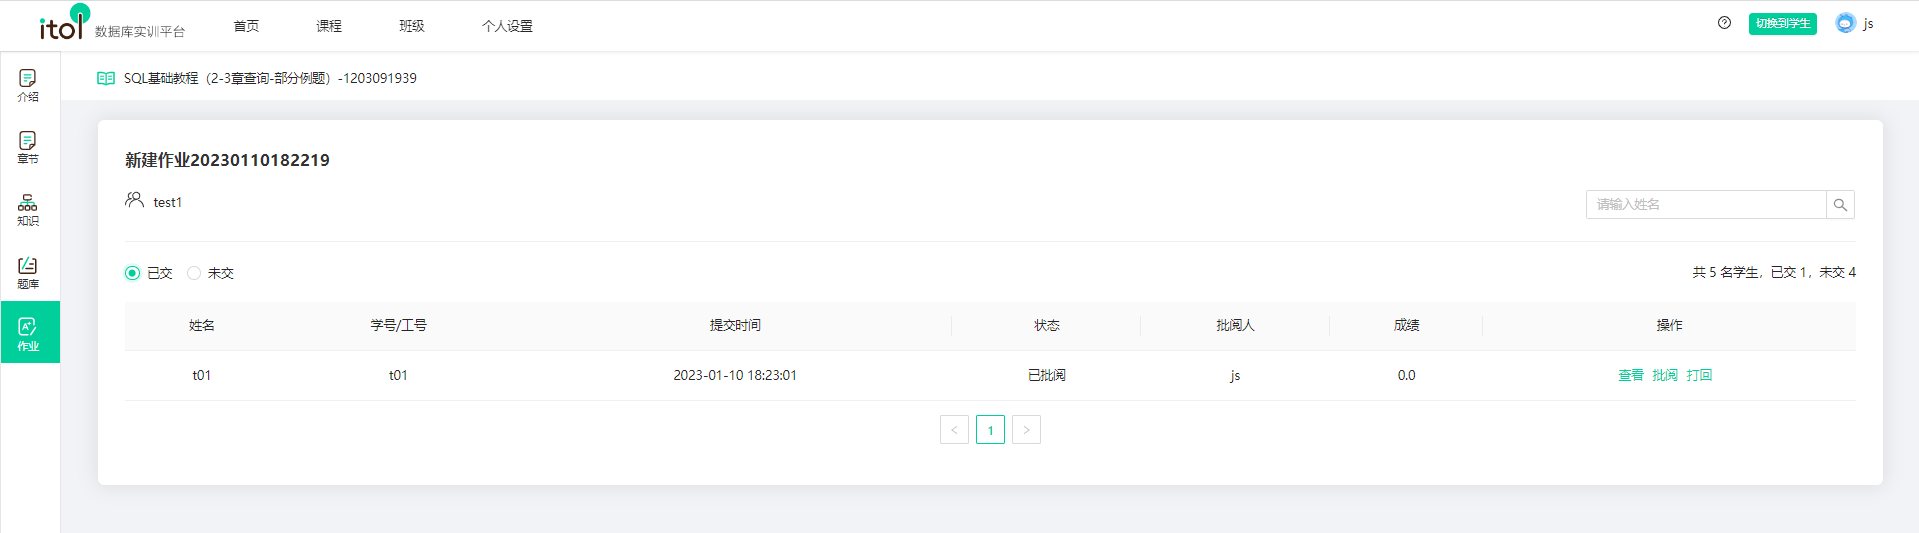 itol 数据库实训平台 首页 课程 班级 个人设置 切换到学生 js
SQL基础教程（2-3章查询-部分例题）-1203091939
介绍
章节
知识
题库
作业
新建作业20230110182219
test1 请输入姓名
已交 未交 共 5 名学生，已交 1，未交 4
姓名 学号/工号 提交时间 状态 批阅人 成绩 操作
t01 t01 2023-01-10 18:23:01 已批阅 js 0.0 查看 批阅 打回
< 1 >